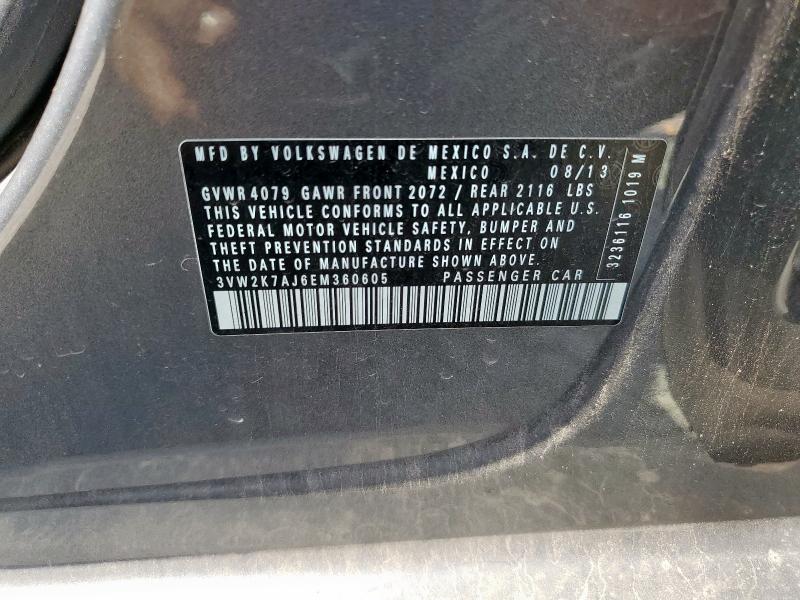 MFD BY VOLKSWAGEN DE MEXICO S.A. DE C.V.
MEXICO 08/13
GVWR 4079 GAWR FRONT 2072 / REAR 2116 LBS
THIS VEHICLE CONFORMS TO ALL APPLICABLE U.S.
FEDERAL MOTOR VEHICLE SAFETY, BUMPER AND
THEFT PREVENTION STANDARDS IN EFFECT ON
THE DATE OF MANUFACTURE SHOWN ABOVE.
3VW2K7AJ6EM360605 PASSENGER CAR
3236116 1019 M